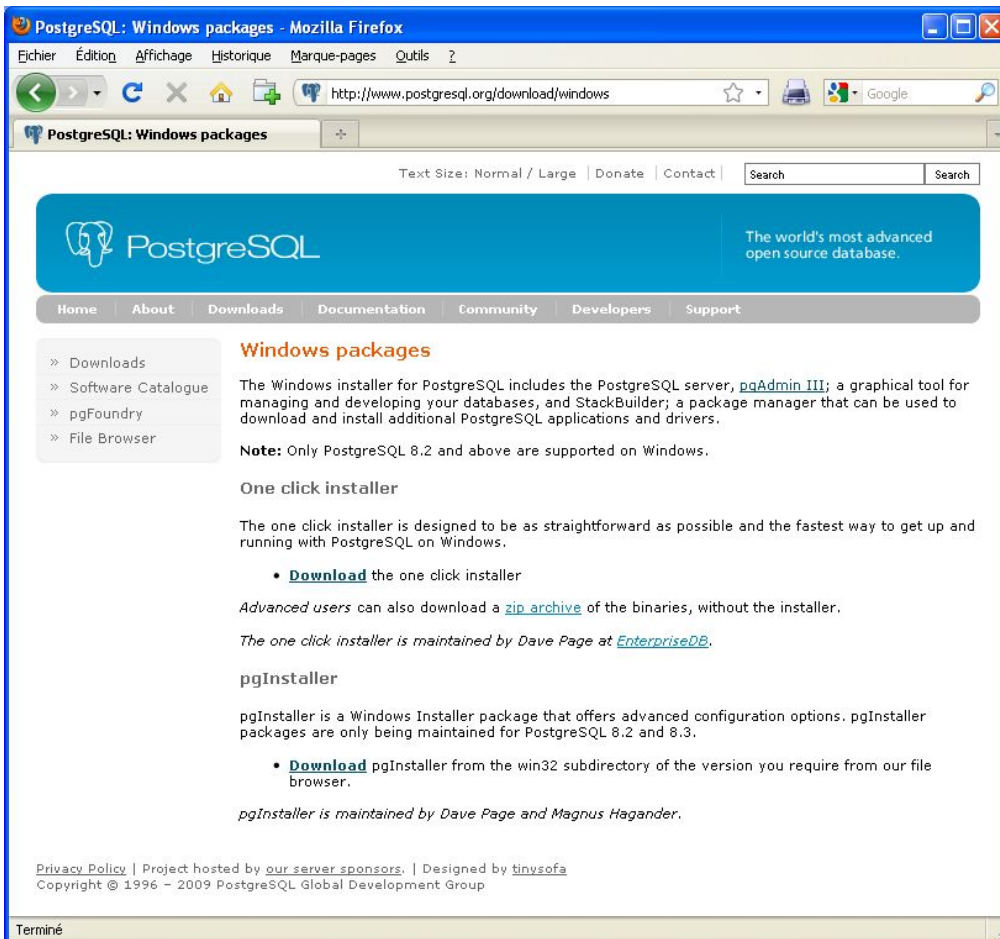 PostgreSQL: Windows packages - Mozilla Firefox
Fichier Édition Affichage Historique Marque-pages Outils ?
http://www.postgresql.org/download/windows
Google
PostgreSQL: Windows packages
Text Size: Normal / Large | Donate | Contact |
Search
Search
PostgreSQL
The world's most advanced
open source database.
Home | About | Downloads | Documentation | Community | Developers | Support
» Downloads
» Software Catalogue
» pgFoundry
» File Browser
Windows packages
The Windows installer for PostgreSQL includes the PostgreSQL server, pgAdmin III; a graphical tool for
managing and developing your databases, and StackBuilder; a package manager that can be used to
download and install additional PostgreSQL applications and drivers.
Note: Only PostgreSQL 8.2 and above are supported on Windows.
One click installer
The one click installer is designed to be as straightforward as possible and the fastest way to get up and
running with PostgreSQL on Windows.
• Download the one click installer
Advanced users can also download a zip archive of the binaries, without the installer.
The one click installer is maintained by Dave Page at EnterpriseDB.
pgInstaller
pgInstaller is a Windows Installer package that offers advanced configuration options. pgInstaller
packages are only being maintained for PostgreSQL 8.2 and 8.3.
• Download pgInstaller from the win32 subdirectory of the version you require from our file
browser.
pgInstaller is maintained by Dave Page and Magnus Hagander.
Privacy Policy | Project hosted by our server sponsors. | Designed by tinysofa
Copyright © 1996 – 2009 PostgreSQL Global Development Group
Terminé